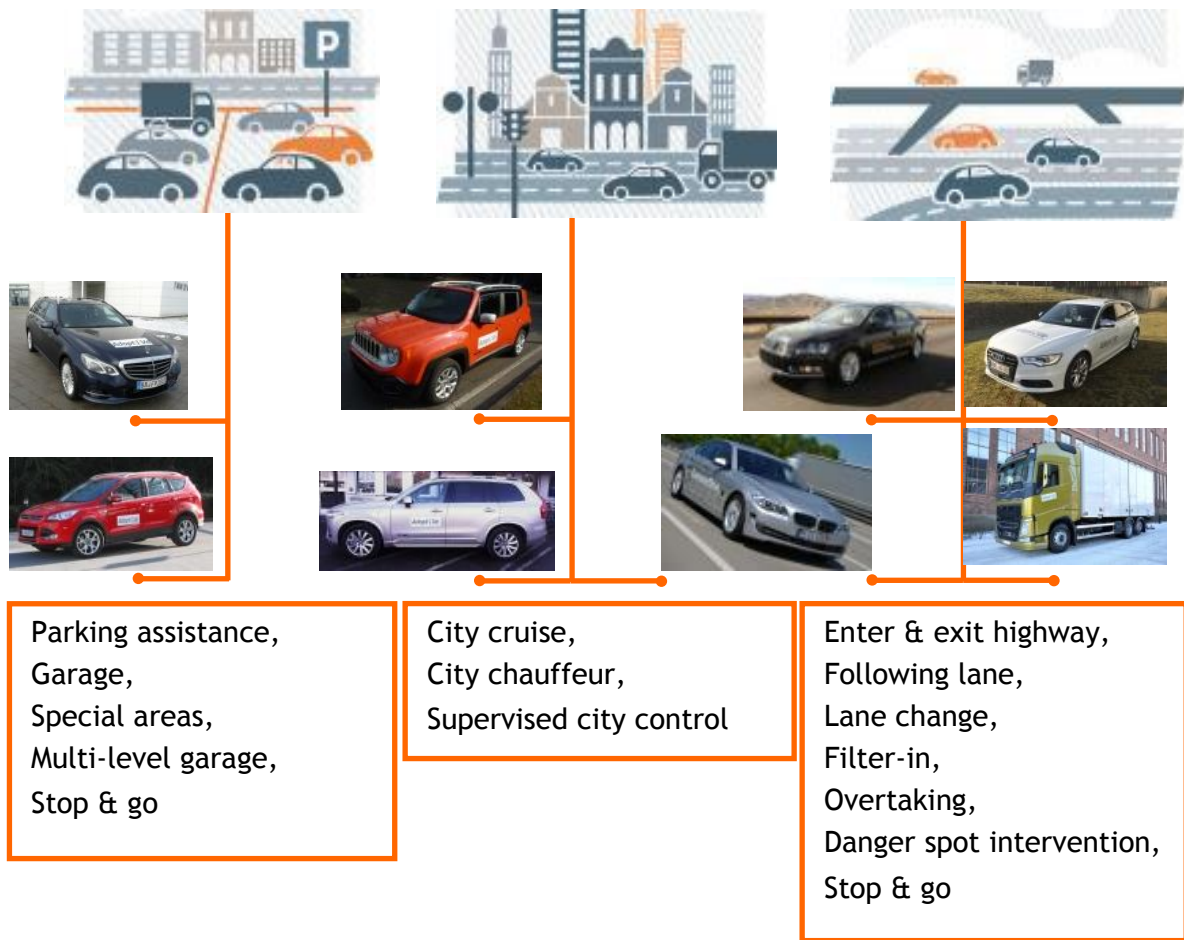 P
Parking assistance,
Garage,
Special areas,
Multi-level garage,
Stop & go
City cruise,
City chauffeur,
Supervised city control
Enter & exit highway,
Following lane,
Lane change,
Filter-in,
Overtaking,
Danger spot intervention,
Stop & go